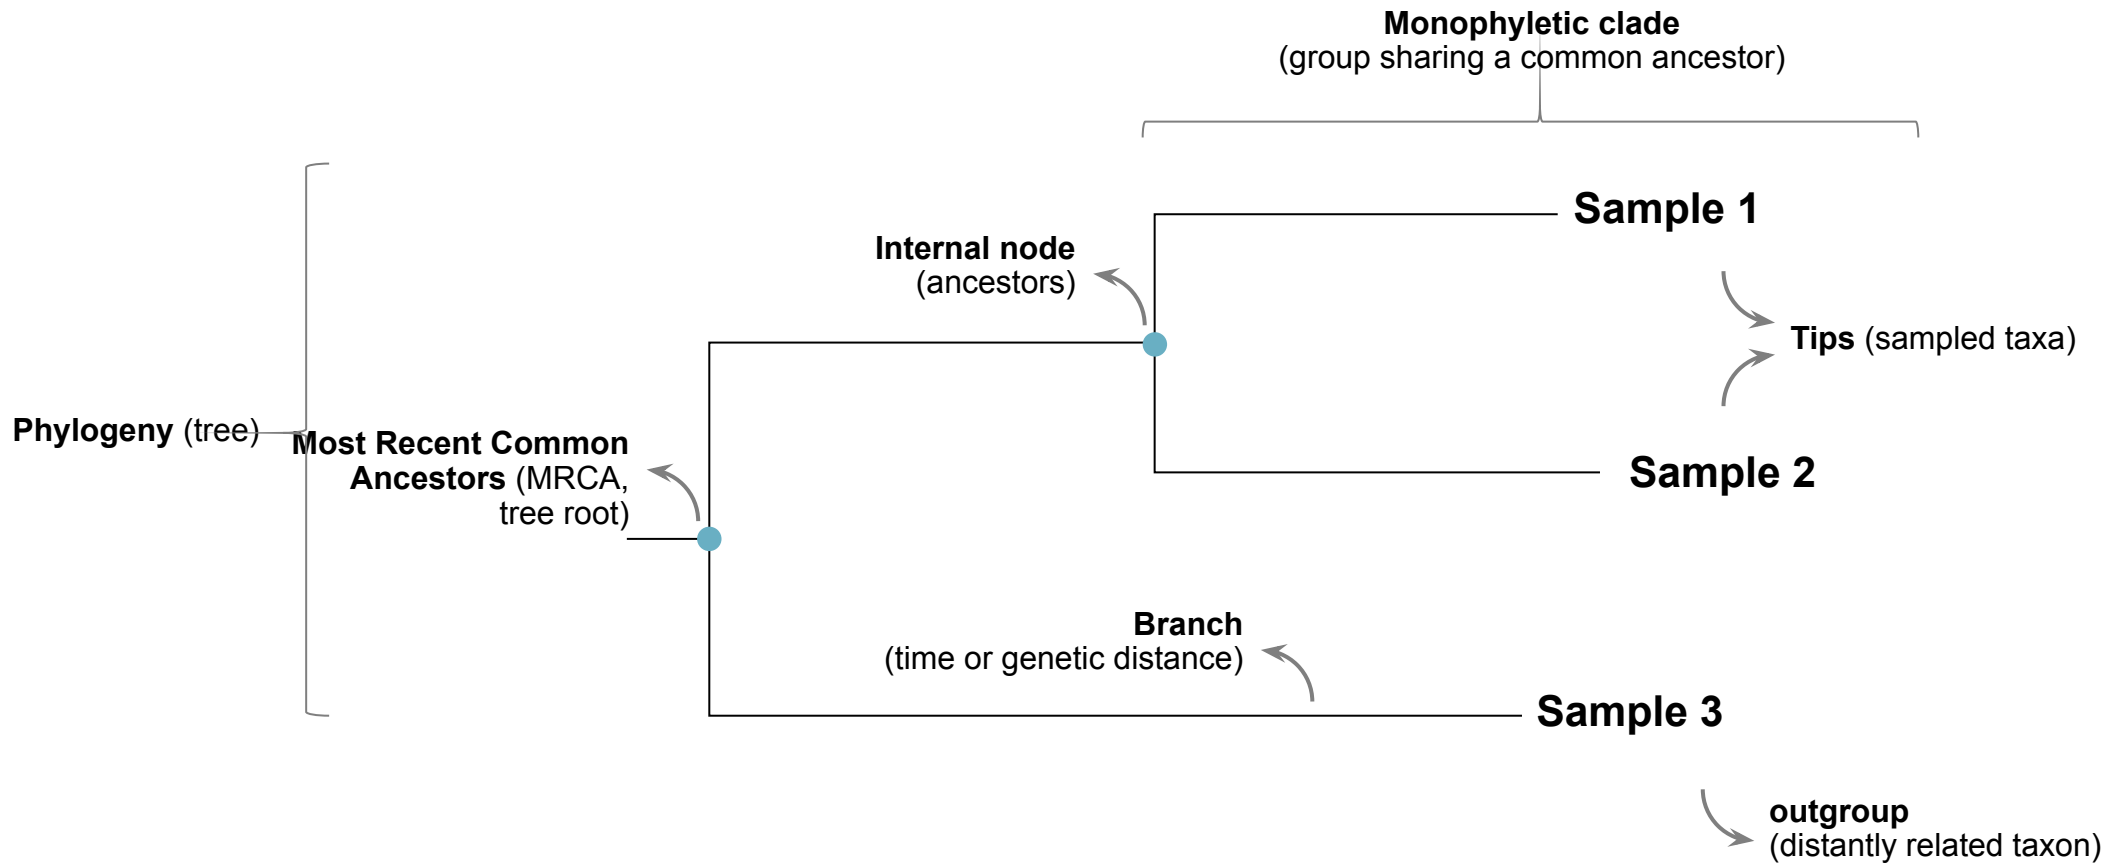 Monophyletic clade
(group sharing a common ancestor)
Sample 1
Internal node
(ancestors)
Tips (sampled taxa)
Phylogeny (tree)
Most Recent Common
Ancestors (MRCA,
tree root)
Sample 2
Branch
(time or genetic distance)
Sample 3
outgroup
(distantly related taxon)